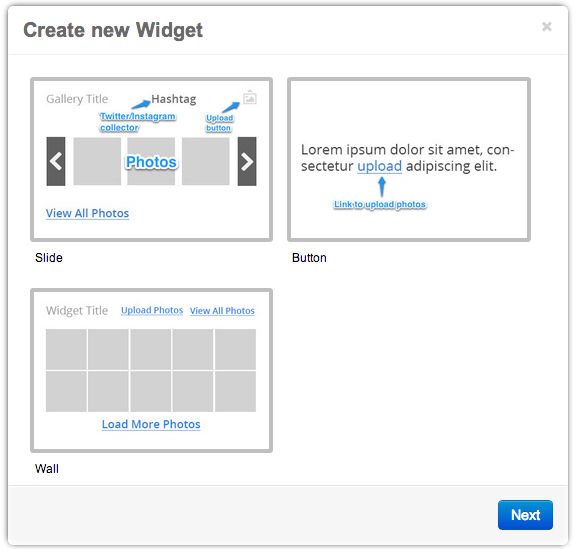 Create new Widget
×
Gallery Title Hashtag
Twitter/Instagram
collector
Upload
button
Photos
View All Photos
Slide
Lorem ipsum dolor sit amet, con-
sectetur upload adipiscing elit.
Link to upload photos
Button
Widget Title Upload Photos View All Photos
Load More Photos
Wall
Next